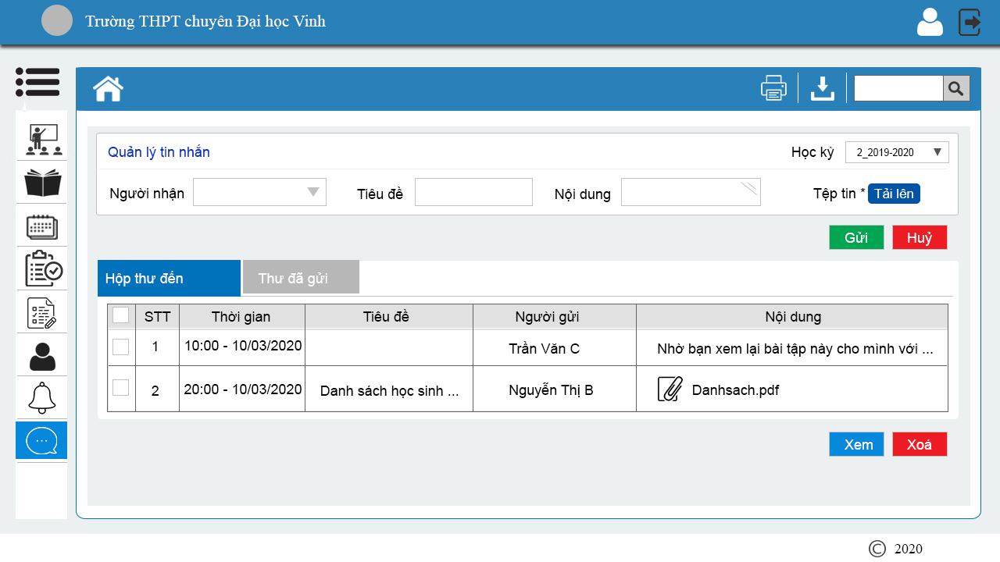 Trường THPT chuyên Đại học Vinh
Quản lý tin nhắn
Học kỳ 2_2019-2020
Người nhận Tiêu đề Nội dung Tệp tin * Tải lên
Gửi Huỷ
Hộp thư đến Thư đã gửi
STT Thời gian Tiêu đề Người gửi Nội dung
1 10:00 - 10/03/2020 Trần Văn C Nhờ bạn xem lại bài tập này cho mình với ...
2 20:00 - 10/03/2020 Danh sách học sinh ... Nguyễn Thị B Danhsach.pdf
Xem Xoá
© 2020